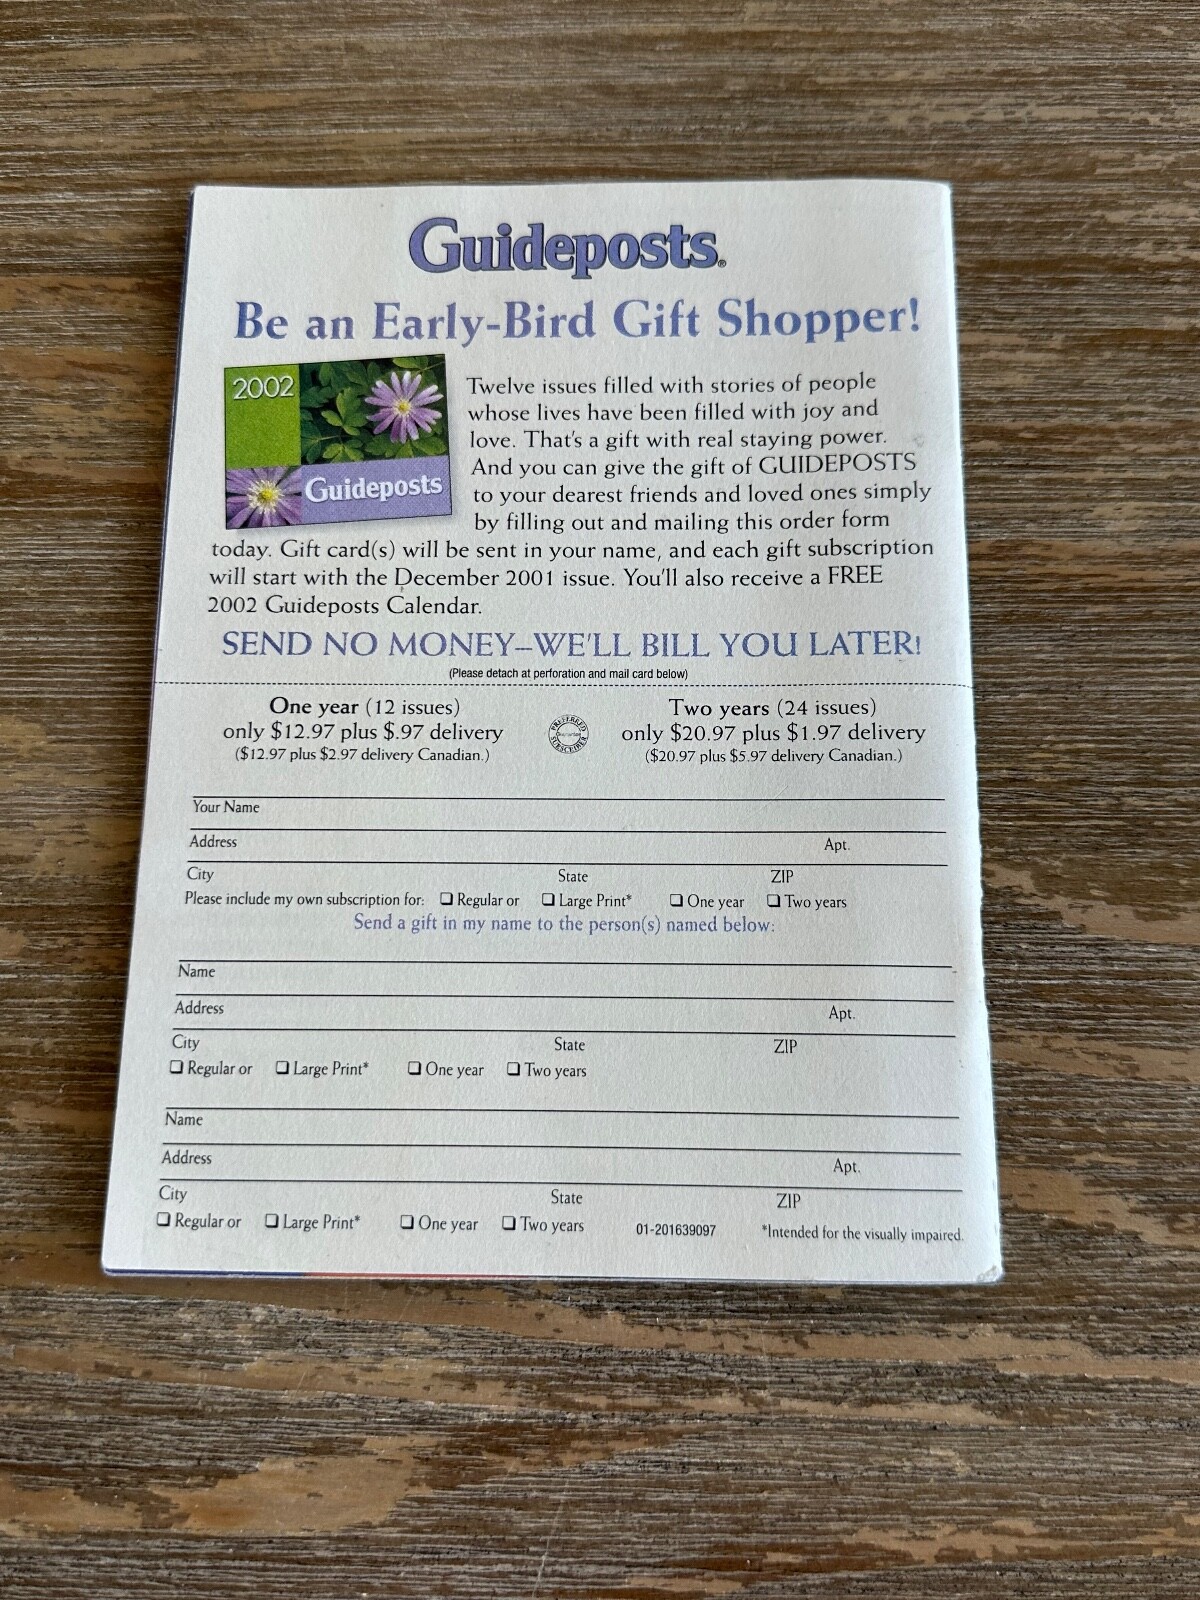 Guideposts®
Be an Early-Bird Gift Shopper!
2002
Guideposts
Twelve issues filled with stories of people
whose lives have been filled with joy and
love. That's a gift with real staying power.
And you can give the gift of GUIDEPOSTS
to your dearest friends and loved ones simply
by filling out and mailing this order form
today. Gift card(s) will be sent in your name, and each gift subscription
will start with the December 2001 issue. You'll also receive a FREE
2002 Guideposts Calendar.
SEND NO MONEY–WE'LL BILL YOU LATER!
(Please detach at perforation and mail card below)
One year (12 issues)
only $12.97 plus $.97 delivery
($12.97 plus $2.97 delivery Canadian.)
PREFERRED
SUBSCRIBER
Two years (24 issues)
only $20.97 plus $1.97 delivery
($20.97 plus $5.97 delivery Canadian.)
Your Name
Address Apt.
City State ZIP
Please include my own subscription for: ❏ Regular or ❏ Large Print* ❏ One year ❏ Two years
Send a gift in my name to the person(s) named below:
Name
Address Apt.
City State ZIP
❏ Regular or ❏ Large Print* ❏ One year ❏ Two years
Name
Address Apt.
City State ZIP
❏ Regular or ❏ Large Print* ❏ One year ❏ Two years 01-201639097 *Intended for the visually impaired.